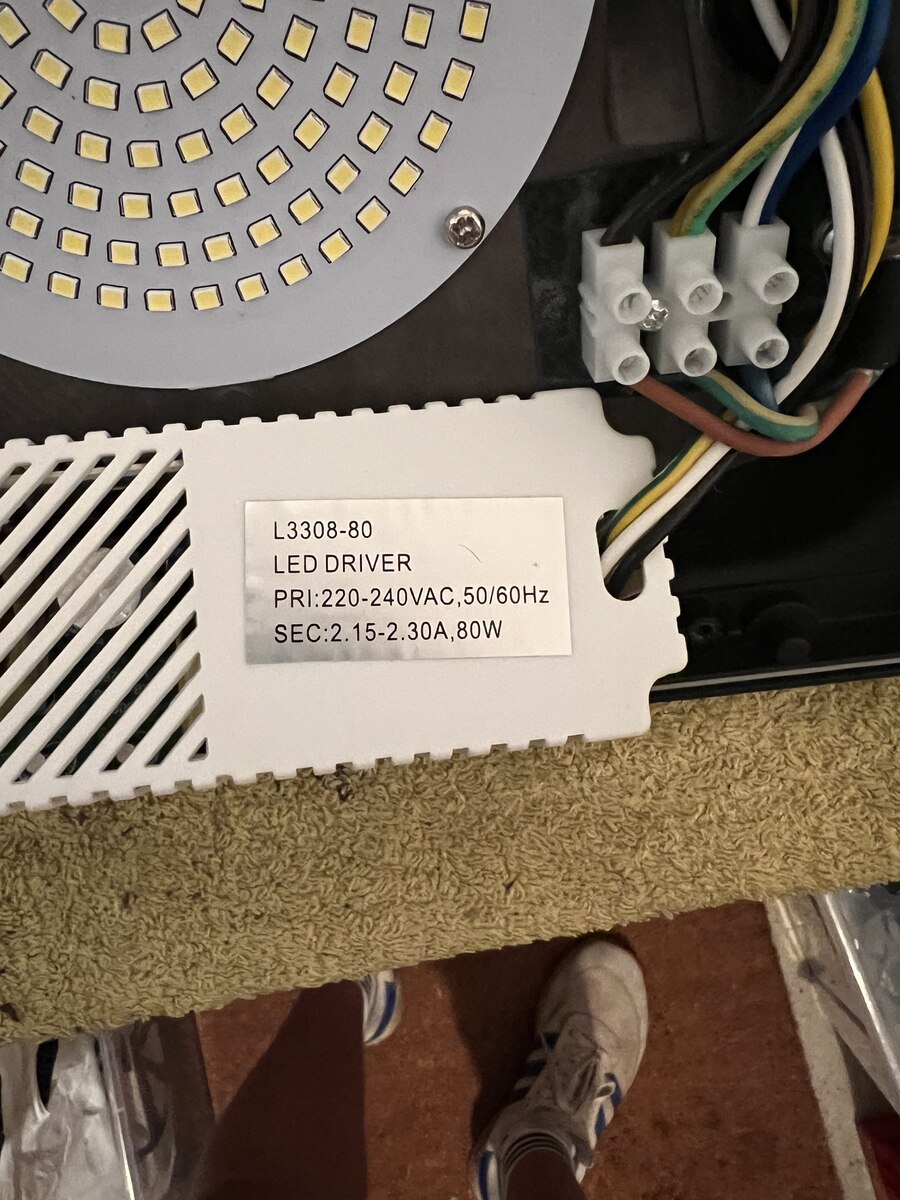 L3308-80
LED DRIVER
PRI:220-240VAC,50/60Hz
SEC:2.15-2.30A,80W